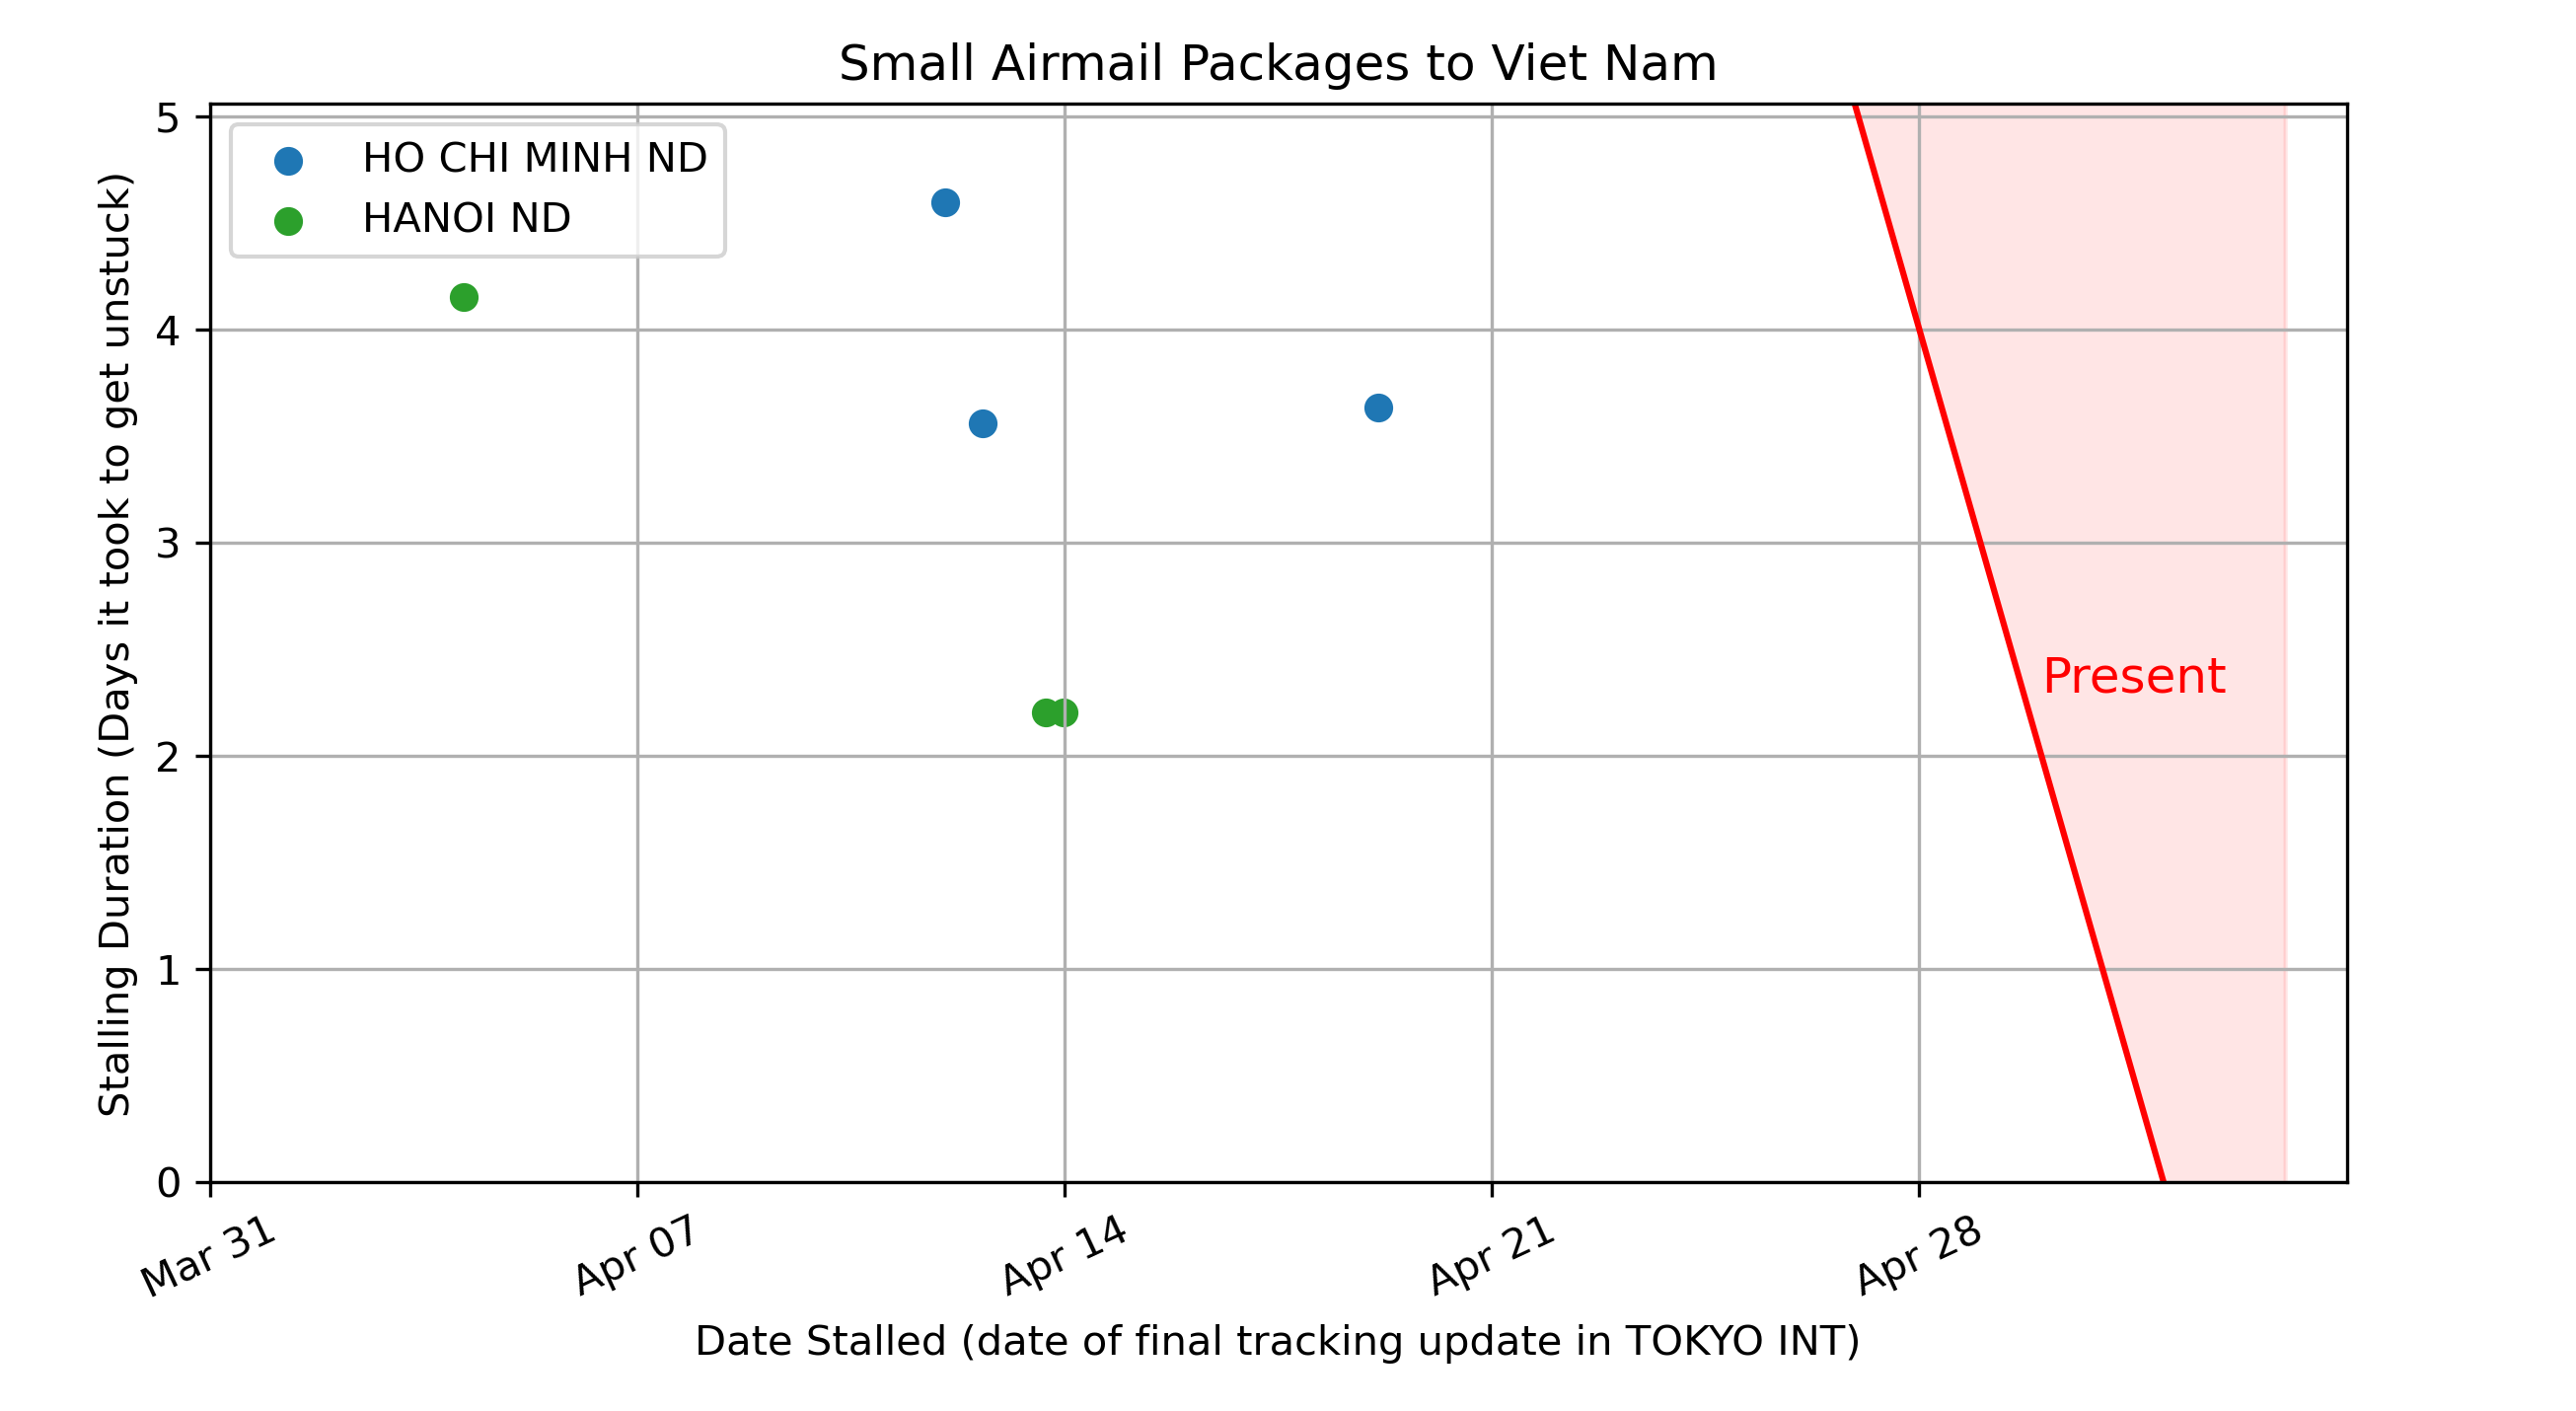 Small Airmail Packages to Viet Nam
Stalling Duration (Days it took to get unstuck)
5
4
3
2
1
0
HO CHI MINH ND
HANOI ND
Present
Mar 31
Apr 07
Apr 14
Apr 21
Apr 28
Date Stalled (date of final tracking update in TOKYO INT)